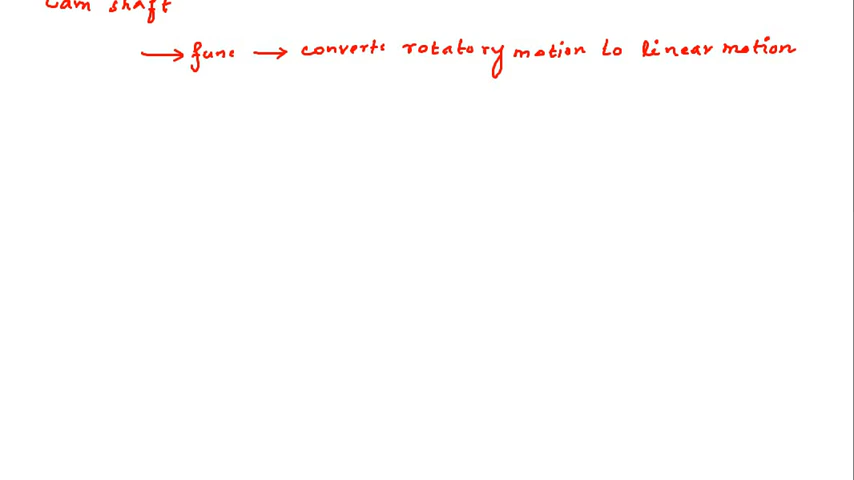 Cam shaft
→ func → converts rotatory motion to linear motion